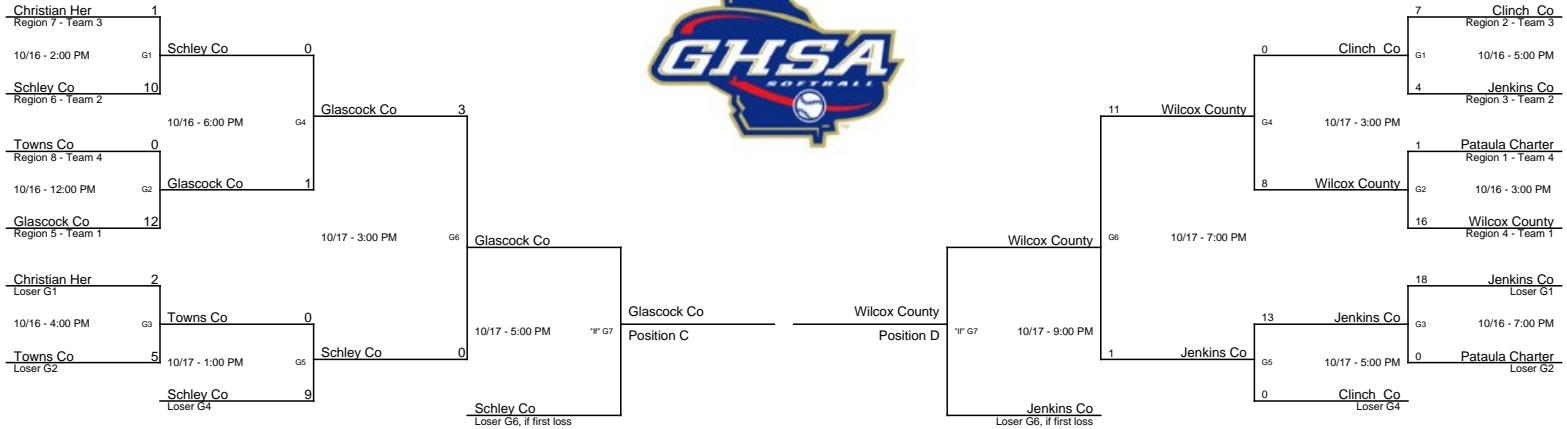 Christian Her 1
Region 7 - Team 3
10/16 - 2:00 PM G1
Schley Co 0
Schley Co 10
Region 6 - Team 2
10/16 - 6:00 PM G4
Glascock Co 3
Towns Co 0
Region 8 - Team 4
10/16 - 12:00 PM G2
Glascock Co 1
Glascock Co 12
Region 5 - Team 1
10/17 - 3:00 PM G6
Glascock Co
Christian Her 2
Loser G1
10/16 - 4:00 PM G3
Towns Co 0
Towns Co 5
Loser G2
10/17 - 1:00 PM G5
Schley Co 0
Schley Co 9
Loser G4
10/17 - 5:00 PM "If" G7
Schley Co
Loser G6, if first loss
Glascock Co
Position C
GHSA
SOFTBALL
TM
7 Clinch Co
Region 2 - Team 3
0 Clinch Co
G1 10/16 - 5:00 PM
4 Jenkins Co
Region 3 - Team 2
11 Wilcox County
G4 10/17 - 3:00 PM
1 Pataula Charter
Region 1 - Team 4
8 Wilcox County
G2 10/16 - 3:00 PM
16 Wilcox County
Region 4 - Team 1
Wilcox County
G6 10/17 - 7:00 PM
18 Jenkins Co
Loser G1
13 Jenkins Co
G3 10/16 - 7:00 PM
0 Pataula Charter
Loser G2
1 Jenkins Co
G5 10/17 - 5:00 PM
0 Clinch Co
Loser G4
Wilcox County
Position D
"If" G7 10/17 - 9:00 PM
Jenkins Co
Loser G6, if first loss